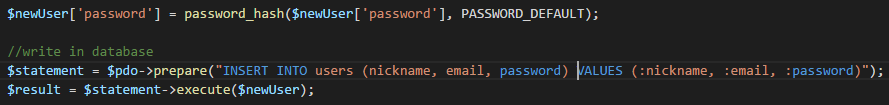 $newUser['password'] = password_hash($newUser['password'], PASSWORD_DEFAULT);
//write in database
$statement = $pdo->prepare("INSERT INTO users (nickname, email, password) VALUES (:nickname, :email, :password)");
$result = $statement->execute($newUser);